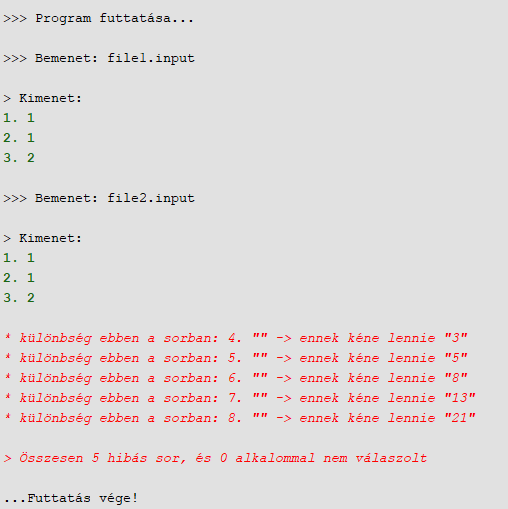 >>> Program futtatása...
>>> Bemenet: file1.input
> Kimenet:
1. 1
2. 1
3. 2
>>> Bemenet: file2.input
> Kimenet:
1. 1
2. 1
3. 2
* különbség ebben a sorban: 4. "" -> ennek kéne lennie "3"
* különbség ebben a sorban: 5. "" -> ennek kéne lennie "5"
* különbség ebben a sorban: 6. "" -> ennek kéne lennie "8"
* különbség ebben a sorban: 7. "" -> ennek kéne lennie "13"
* különbség ebben a sorban: 8. "" -> ennek kéne lennie "21"
> Összesen 5 hibás sor, és 0 alkalommal nem válaszolt
...Futtatás vége!